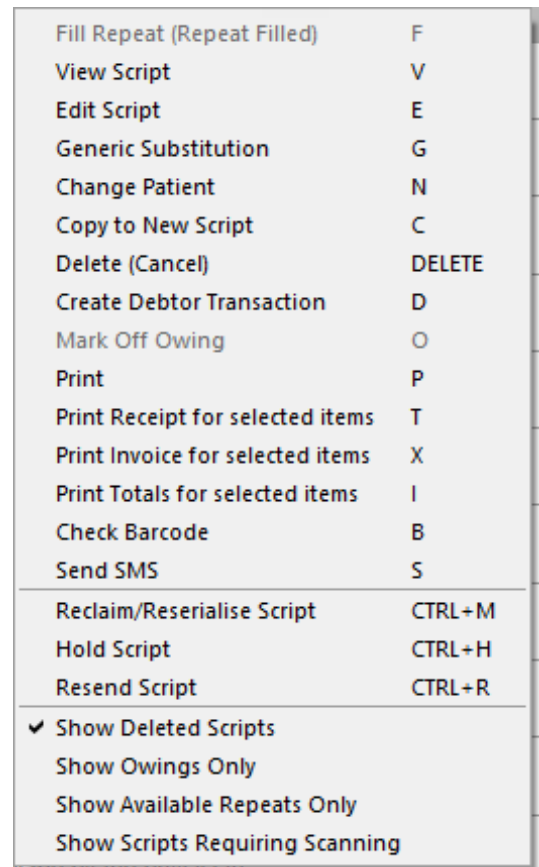 Fill Repeat (Repeat Filled) F
View Script V
Edit Script E
Generic Substitution G
Change Patient N
Copy to New Script C
Delete (Cancel) DELETE
Create Debtor Transaction D
Mark Off Owing O
Print P
Print Receipt for selected items T
Print Invoice for selected items X
Print Totals for selected items I
Check Barcode B
Send SMS S
Reclaim/Reserialise Script CTRL+M
Hold Script CTRL+H
Resend Script CTRL+R
Show Deleted Scripts
Show Owings Only
Show Available Repeats Only
Show Scripts Requiring Scanning